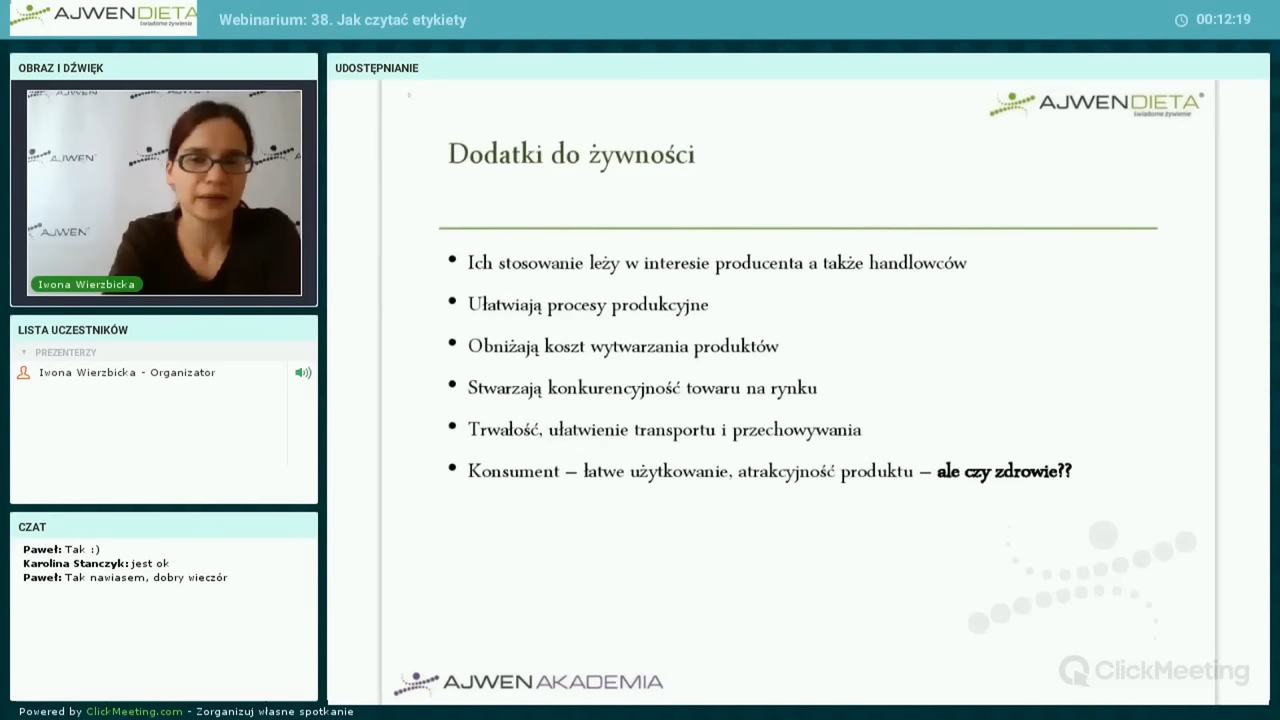 AJWENDIETA
świadome żywienie
Webinarium: 38. Jak czytać etykiety
00:12:19
OBRAZ I DŹWIĘK
AJWEN
AJWEN
AJWEN
Iwona Wierzbicka
LISTA UCZESTNIKÓW
PREZENTERZY
Iwona Wierzbicka - Organizator
CZAT
Paweł: Tak :)
Karolina Stanczyk: jest ok
Paweł: Tak nawiasem, dobry wieczór
UDOSTĘPNIANIE
AJWENDIETA®
świadome żywienie
Dodatki do żywności
• Ich stosowanie leży w interesie producenta a także handlowców
• Ułatwiają procesy produkcyjne
• Obniżają koszt wytwarzania produktów
• Stwarzają konkurencyjność towaru na rynku
• Trwałość, ułatwienie transportu i przechowywania
• Konsument – łatwe użytkowanie, atrakcyjność produktu – ale czy zdrowie??
AJWEN AKADEMIA
ClickMeeting
Powered by ClickMeeting.com - Zorganizuj własne spotkanie